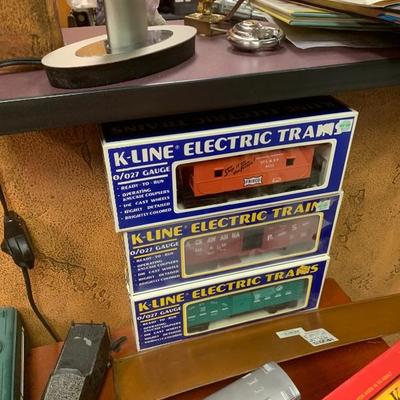 K-LINE® ELECTRIC TRAINS
O/027 GAUGE
• READY - TO - RUN
• OPERATING
KNUCKLE COUPLERS
• DIE CAST WHEELS
• HIGHLY DETAILED
• BRIGHTLY COLORED
FRISCO
K-LINE® ELECTRIC TRAINS
O/027 GAUGE
• READY - TO - RUN
• OPERATING
KNUCKLE COUPLERS
• DIE CAST WHEELS
• HIGHLY DETAILED
• BRIGHTLY COLORED
K-LINE® ELECTRIC TRAINS
O/027 GAUGE
• READY - TO - RUN
• OPERATING
KNUCKLE COUPLERS
• DIE CAST WHEELS
• HIGHLY DETAILED
• BRIGHTLY COLORED